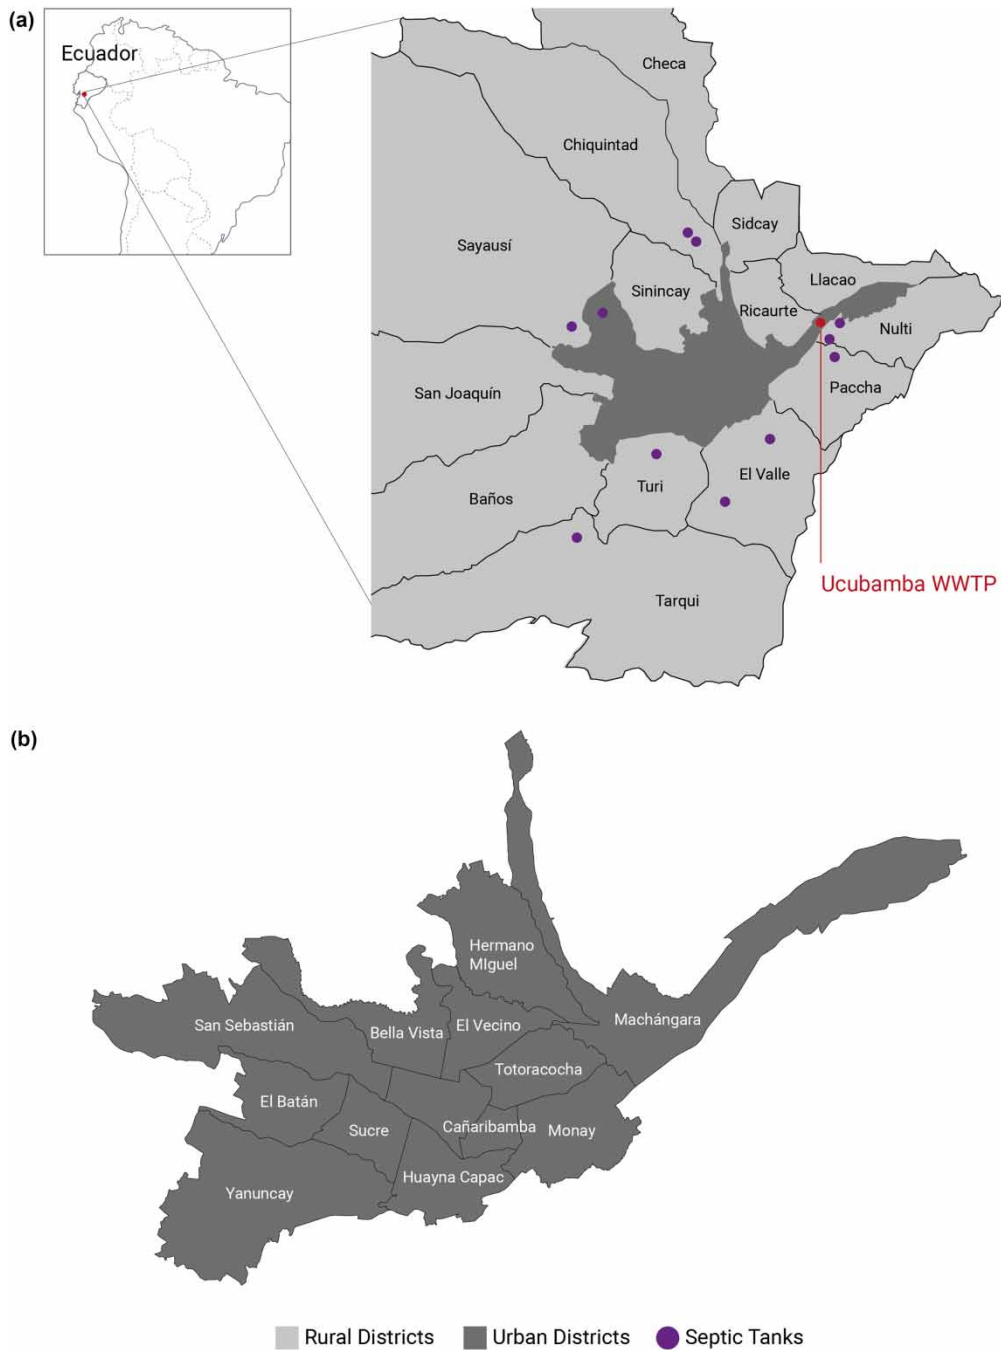 (a)
Ecuador
Checa
Chiquintad
Sidcay
Sayausí
Llacao
Sinincay
Ricaurte
Nulti
Paccha
San Joaquín
El Valle
Turi
Baños
Ucubamba WWTP
Tarqui
(b)
Hermano
MIguel
San Sebastián
Bella Vista
El Vecino
Machángara
Totoracocha
El Batán
Sucre
Cañaribamba
Monay
Huayna Capac
Yanuncay
Rural Districts
Urban Districts
Septic Tanks